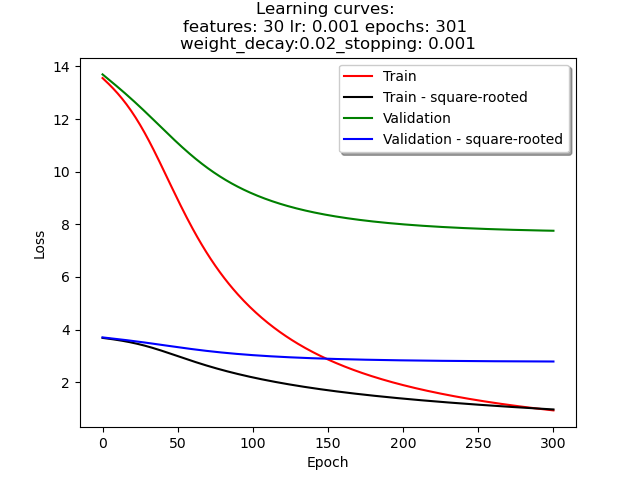 Learning curves:
features: 30 lr: 0.001 epochs: 301
weight_decay:0.02_stopping: 0.001
Train
Train - square-rooted
Validation
Validation - square-rooted
14
12
10
8
6
4
2
Loss
0 50 100 150 200 250 300
Epoch